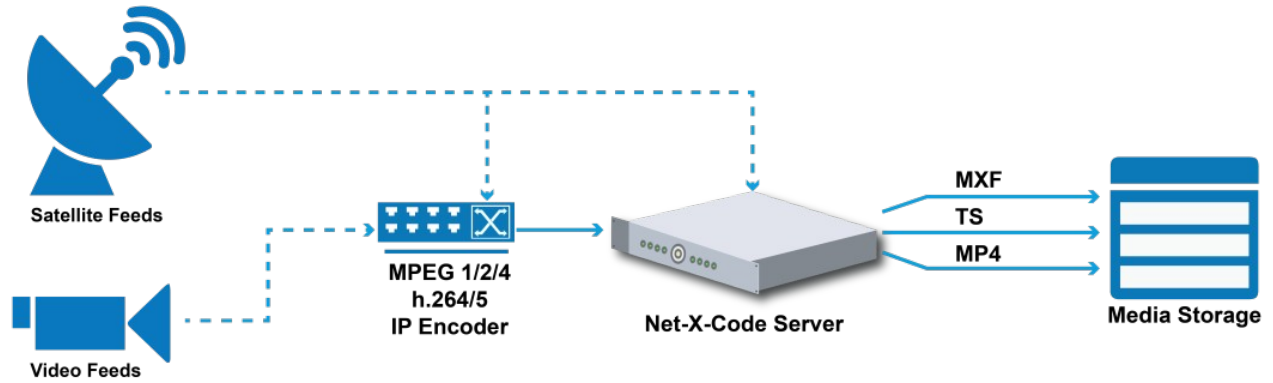 Satellite Feeds
Video Feeds
MPEG 1/2/4
h.264/5
IP Encoder
Net-X-Code Server
MXF
TS
MP4
Media Storage